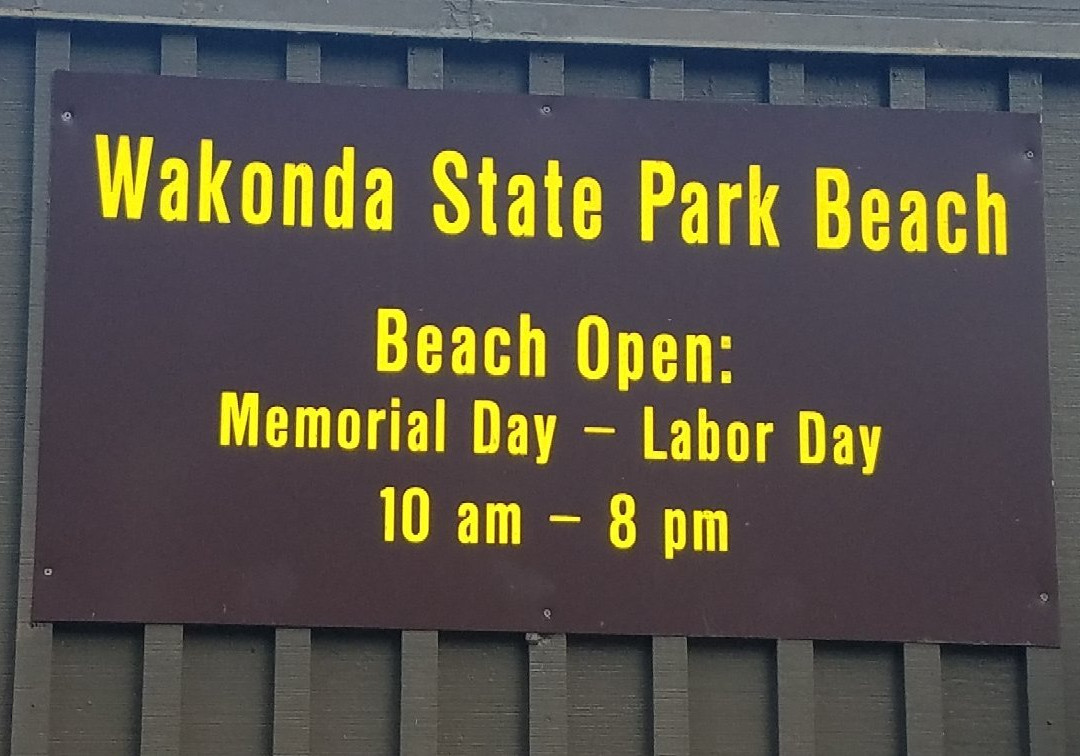 Wakonda State Park Beach
Beach Open:
Memorial Day – Labor Day
10 am – 8 pm